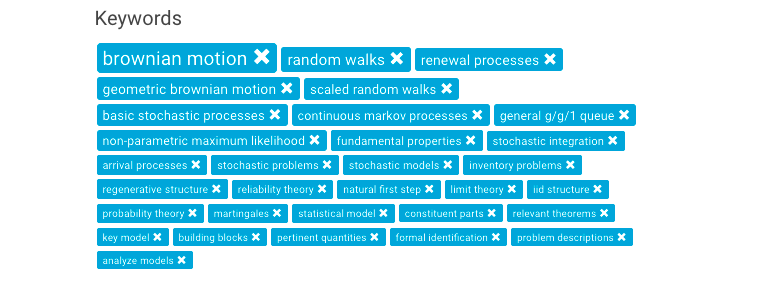 Keywords
brownian motion ✖ random walks ✖ renewal processes ✖
geometric brownian motion ✖ scaled random walks ✖
basic stochastic processes ✖ continuous markov processes ✖ general g/g/1 queue ✖
non-parametric maximum likelihood ✖ fundamental properties ✖ stochastic integration ✖
arrival processes ✖ stochastic problems ✖ stochastic models ✖ inventory problems ✖
regenerative structure ✖ reliability theory ✖ natural first step ✖ limit theory ✖ iid structure ✖
probability theory ✖ martingales ✖ statistical model ✖ constituent parts ✖ relevant theorems ✖
key model ✖ building blocks ✖ pertinent quantities ✖ formal identification ✖ problem descriptions ✖
analyze models ✖